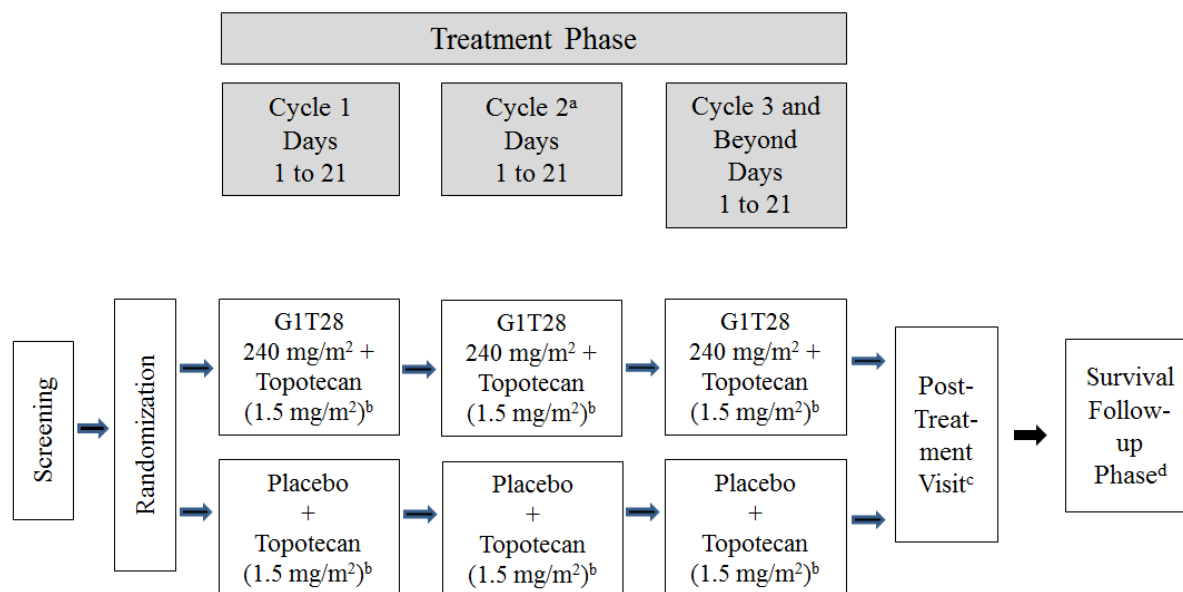 Treatment Phase
Cycle 1
Days
1 to 21
Cycle 2ᵃ
Days
1 to 21
Cycle 3 and
Beyond
Days
1 to 21
Screening
Randomization
G1T28
240 mg/m² +
Topotecan
(1.5 mg/m²)ᵇ
G1T28
240 mg/m² +
Topotecan
(1.5 mg/m²)ᵇ
G1T28
240 mg/m² +
Topotecan
(1.5 mg/m²)ᵇ
Placebo
+
Topotecan
(1.5 mg/m²)ᵇ
Placebo
+
Topotecan
(1.5 mg/m²)ᵇ
Placebo
+
Topotecan
(1.5 mg/m²)ᵇ
Post-
Treat-
ment
Visitᶜ
Survival
Follow-
up
Phaseᵈ